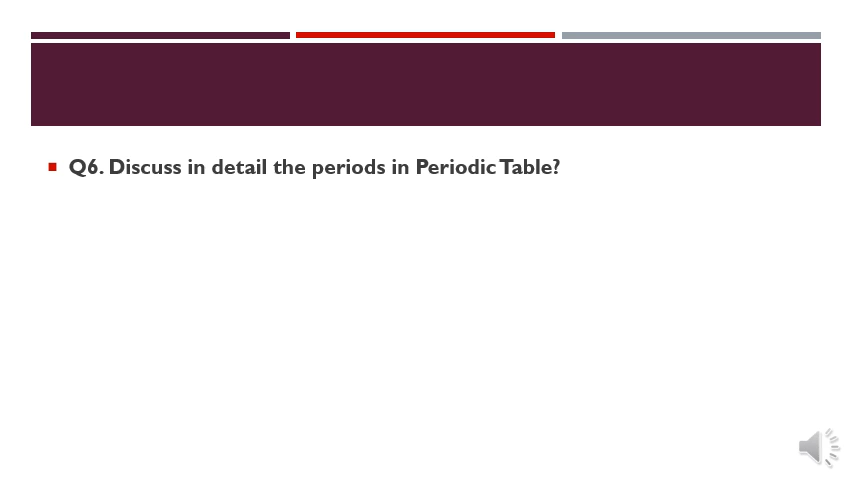 Q6. Discuss in detail the periods in Periodic Table?